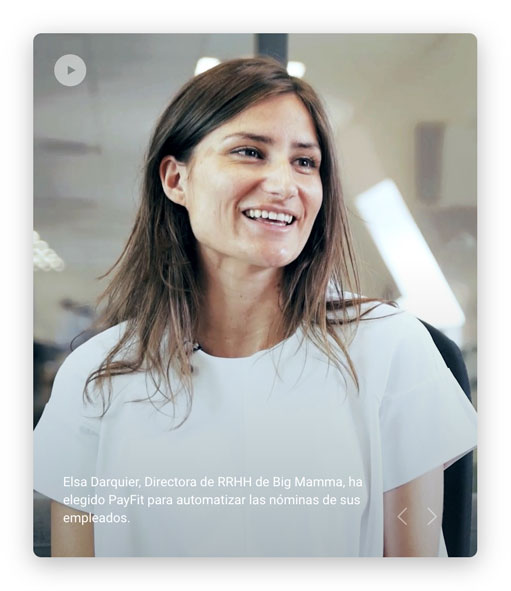 Elsa Darquier, Directora de RRHH de Big Mamma, ha
elegido PayFit para automatizar las nóminas de sus
empleados.